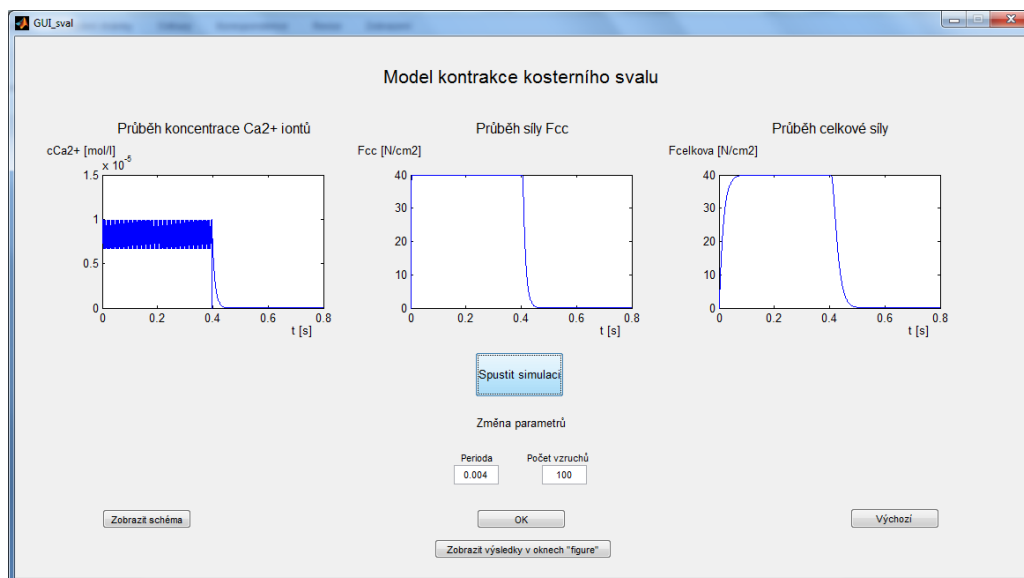 GUI_sval
Model kontrakce kosterního svalu
Průběh koncentrace Ca2+ iontů
cCa2+ [mol/l]
x 10^-5
1.5
1
0.5
0
0 0.2 0.4 0.6 0.8
t [s]
Průběh síly Fcc
Fcc [N/cm2]
40
30
20
10
0
0 0.2 0.4 0.6 0.8
t [s]
Průběh celkové síly
Fcelkova [N/cm2]
40
30
20
10
0
0 0.2 0.4 0.6 0.8
t [s]
Spustit simulaci
Změna parametrů
Perioda Počet vzruchů
0.004 100
Zobrazit schéma OK Výchozí
Zobrazit výsledky v oknech "figure"